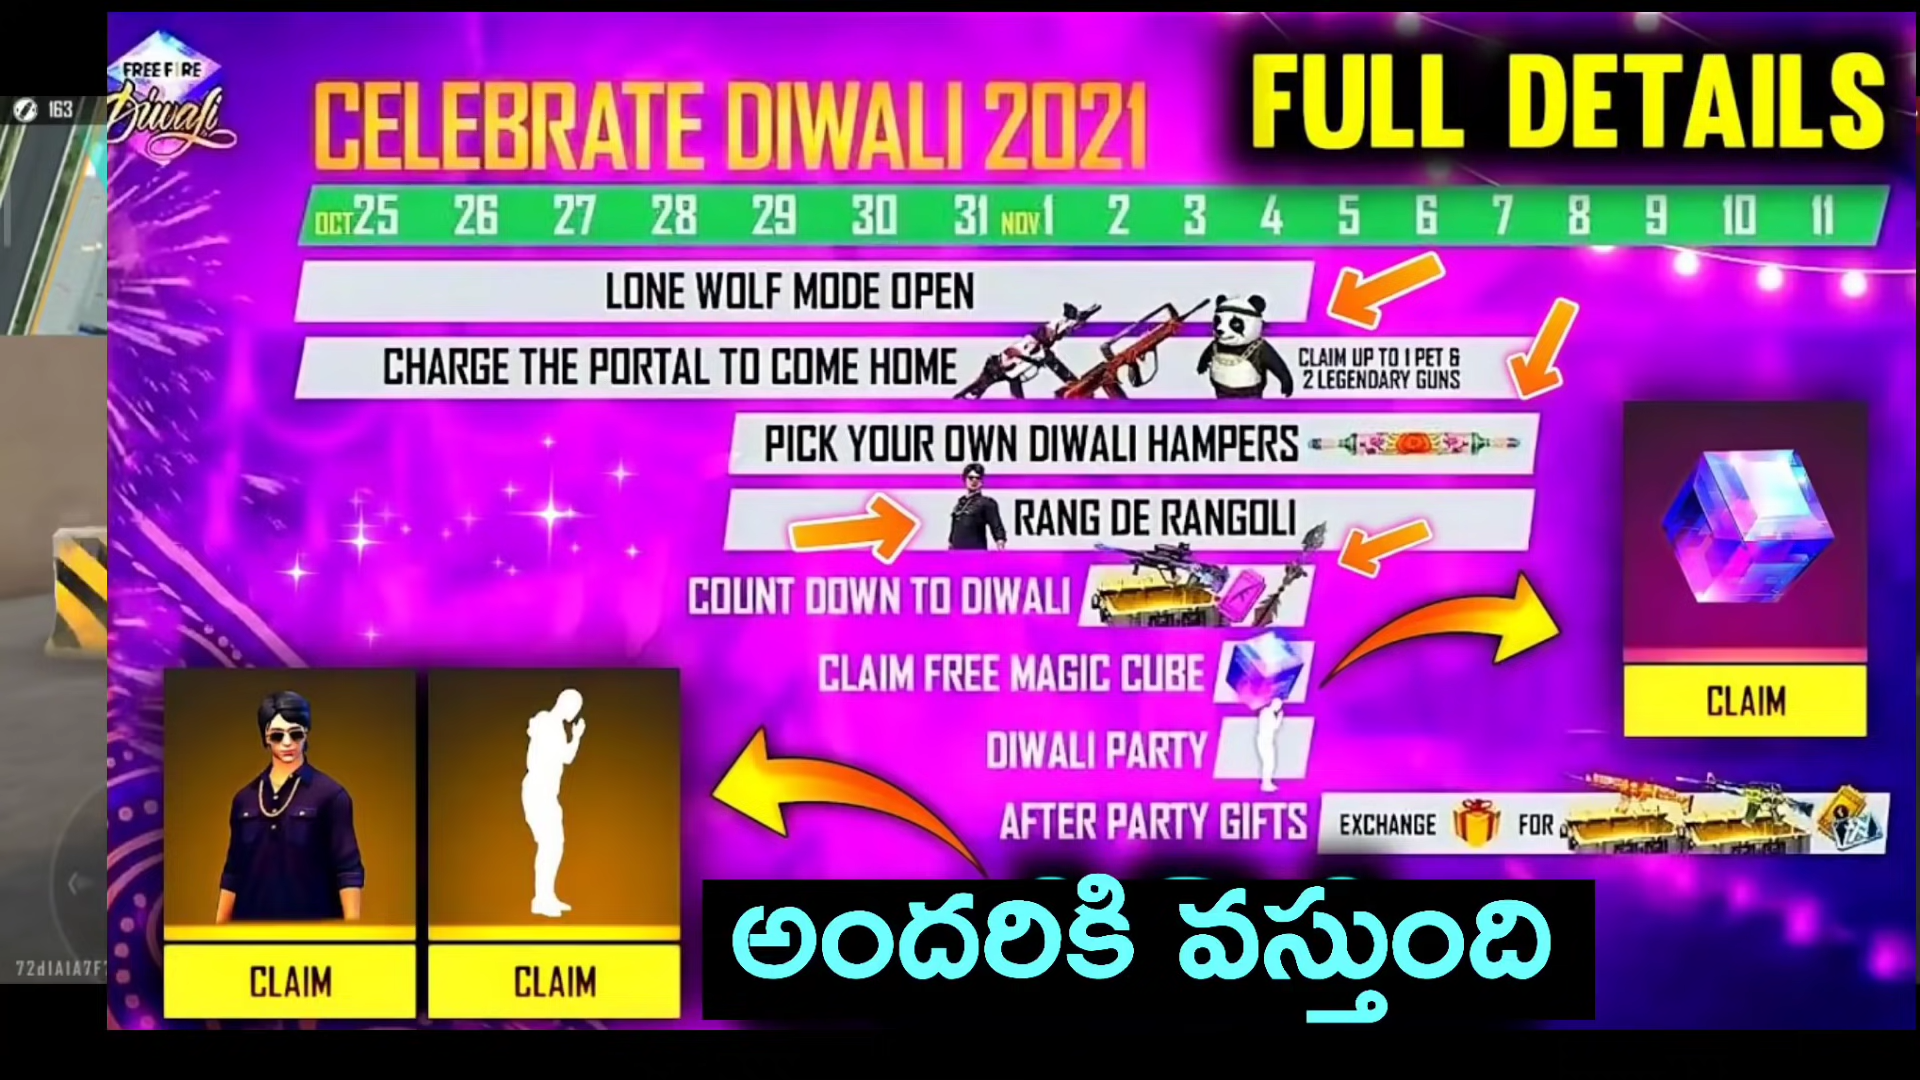 FREE FIRE
Diwali
163
CELEBRATE DIWALI 2021
FULL DETAILS
OCT 25 26 27 28 29 30 31 NOV 1 2 3 4 5 6 7 8 9 10 11
LONE WOLF MODE OPEN
CHARGE THE PORTAL TO COME HOME
CLAIM UP TO 1 PET &
2 LEGENDARY GUNS
PICK YOUR OWN DIWALI HAMPERS
RANG DE RANGOLI
COUNT DOWN TO DIWALI
CLAIM FREE MAGIC CUBE
CLAIM
DIWALI PARTY
AFTER PARTY GIFTS EXCHANGE FOR
అందరికి వస్తుంది
CLAIM
CLAIM